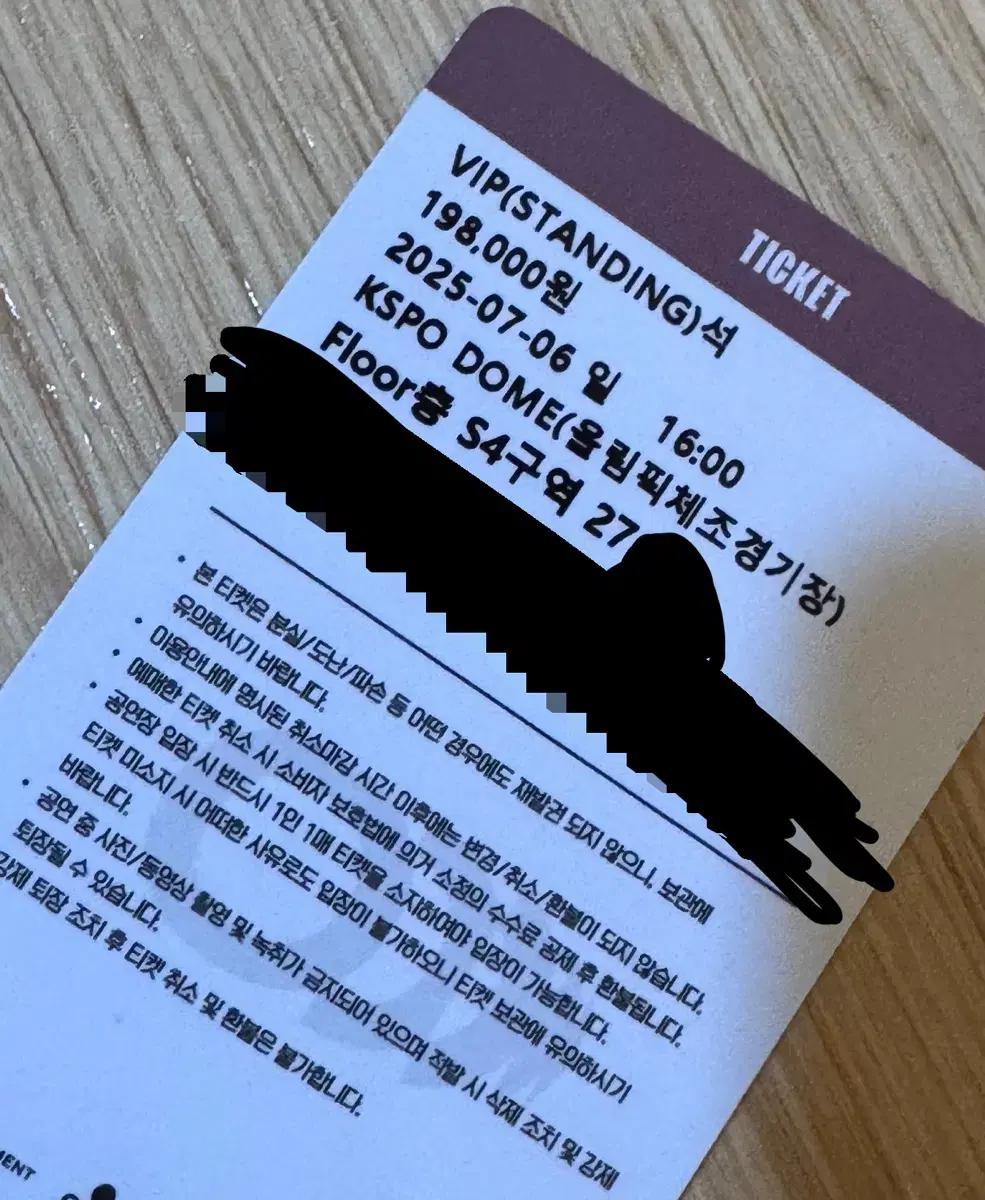 TICKET
VIP(STANDING)석
198,000원
2025-07-06 일 16:00
KSPO DOME(올림픽체조경기장)
Floor층 S4구역 27
• 본 티켓은 분실/도난/파손 등 어떤 경우에도 재발권 되지 않으니, 보관에
유의하시기 바랍니다.
• 이용안내에 명시된 취소마감 시간 이후에는 변경/취소/환불이 되지 않습니다.
• 예매한 티켓 취소 시 소비자 보호법에 의거 소정의 수수료 공제 후 환불됩니다.
• 공연장 입장 시 반드시 1인 1매 티켓을 소지하여야 입장이 가능합니다.
티켓 미소지 시 어떠한 사유로도 입장이 불가하오니 티켓 보관에 유의하시기
바랍니다.
• 공연 중 사진/동영상 촬영 및 녹취가 금지되어 있으며 적발 시 삭제 조치 및 강제
퇴장될 수 있습니다.
강제 퇴장 조치 후 티켓 취소 및 환불은 불가합니다.